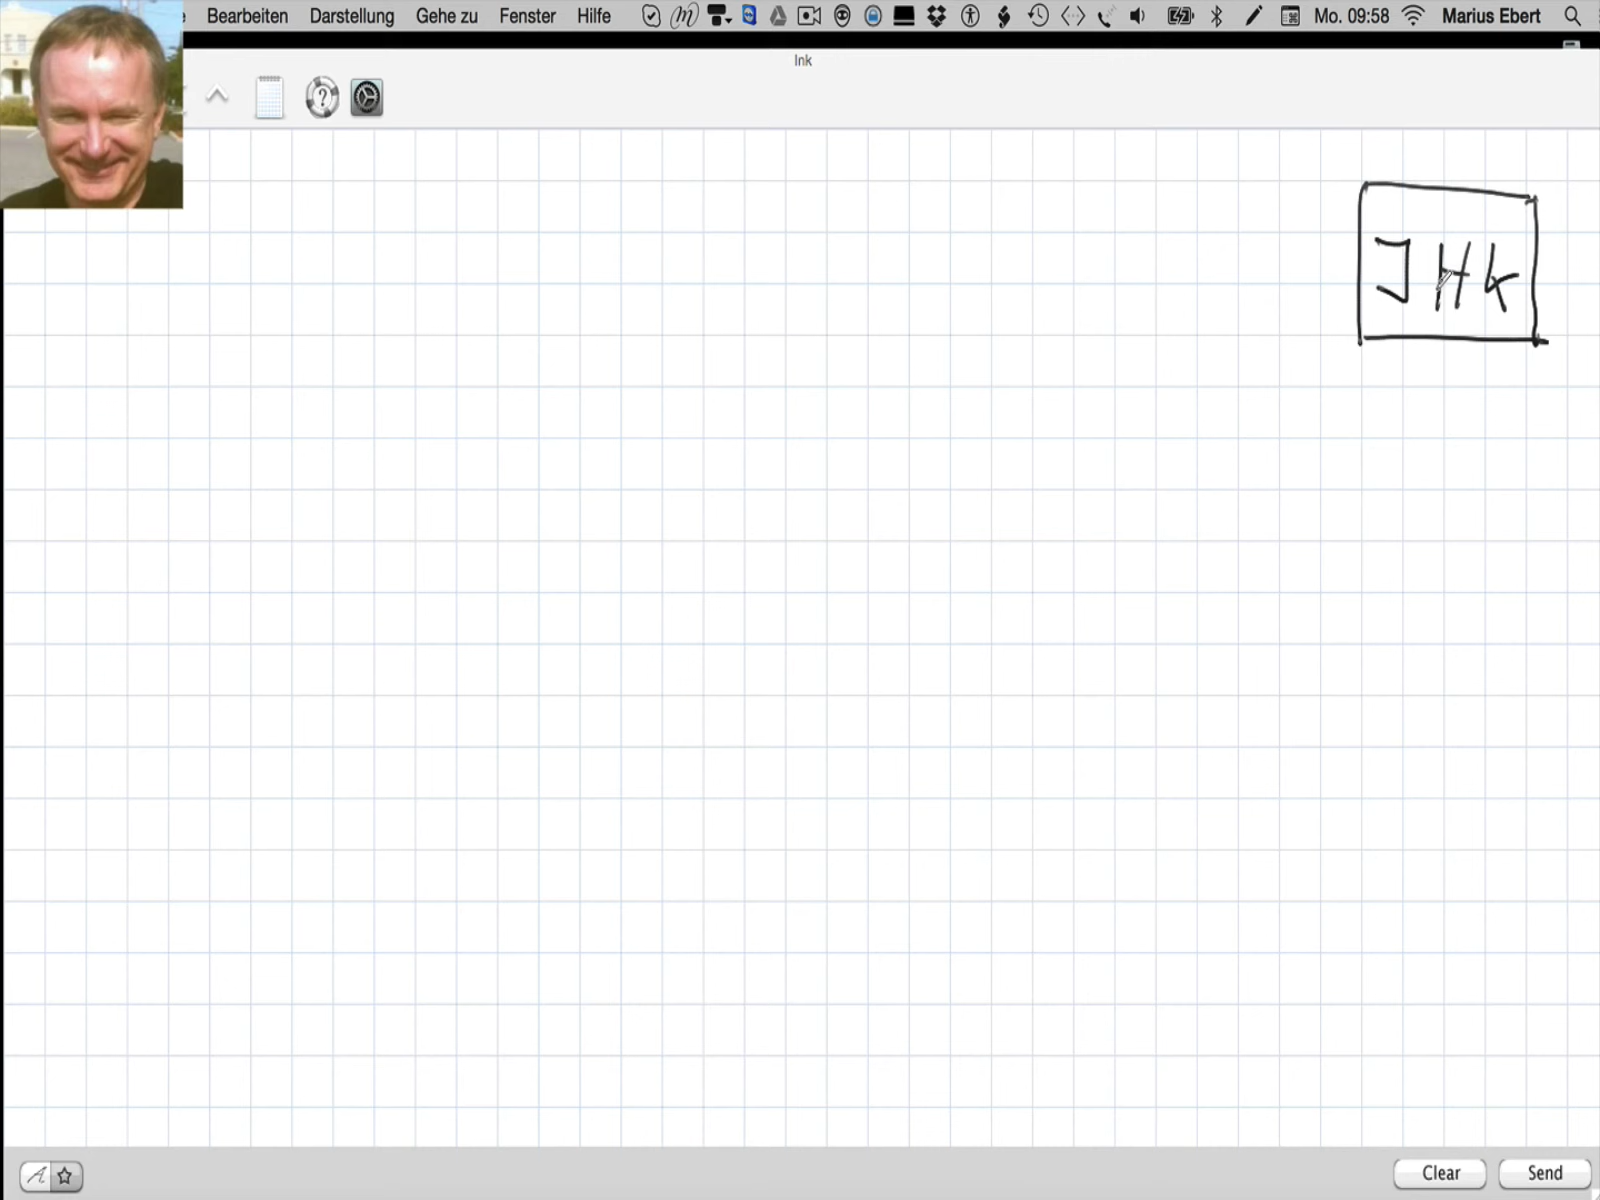 Bearbeiten Darstellung Gehe zu Fenster Hilfe Mo. 09:58 Marius Ebert
Ink
IHK
Clear Send